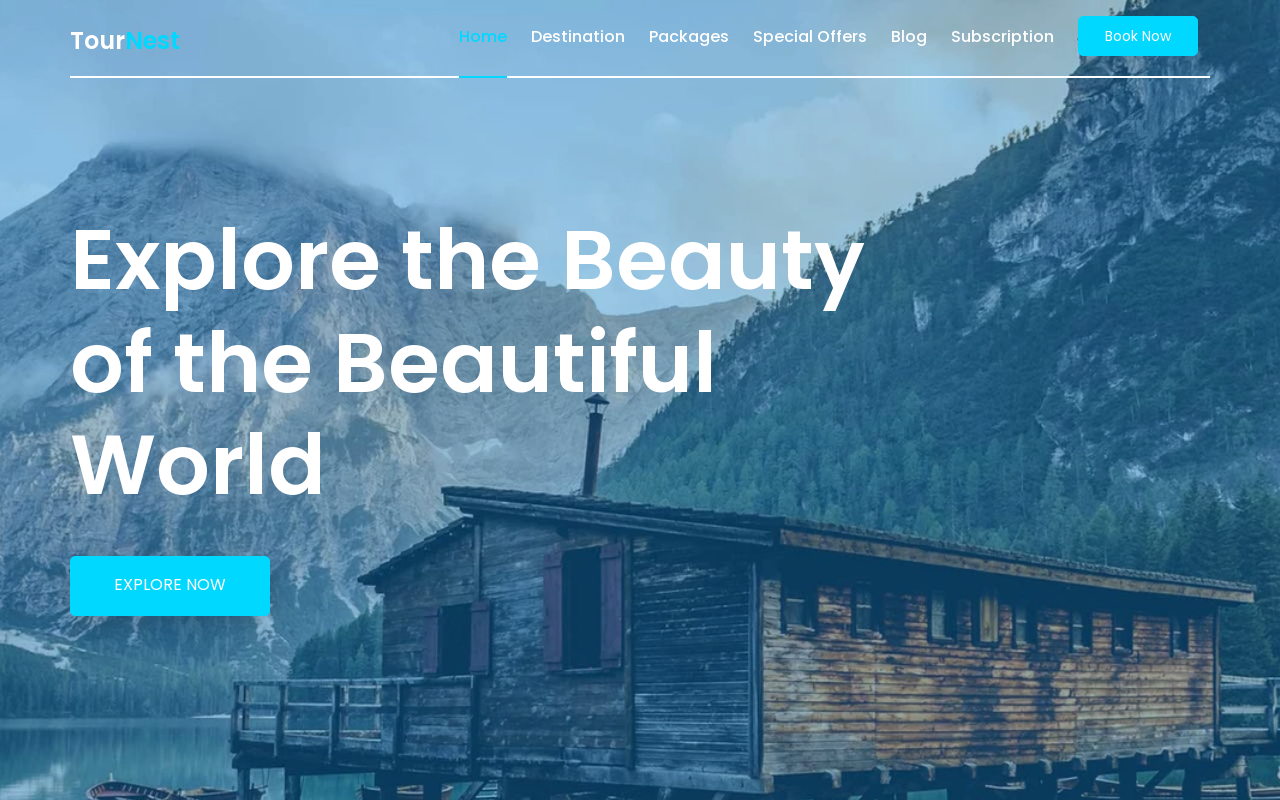 TourNest
Home Destination Packages Special Offers Blog Subscription Book Now
Explore the Beauty
of the Beautiful
World
EXPLORE NOW